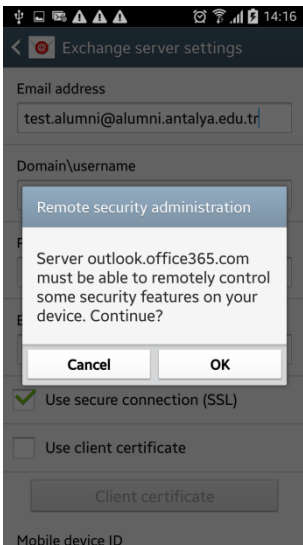 14:16
Exchange server settings
Email address
test.alumni@alumni.antalya.edu.tr
Domain\username
Remote security administration
Server outlook.office365.com
must be able to remotely control
some security features on your
device. Continue?
Cancel OK
Use secure connection (SSL)
Use client certificate
Client certificate
Mobile device ID